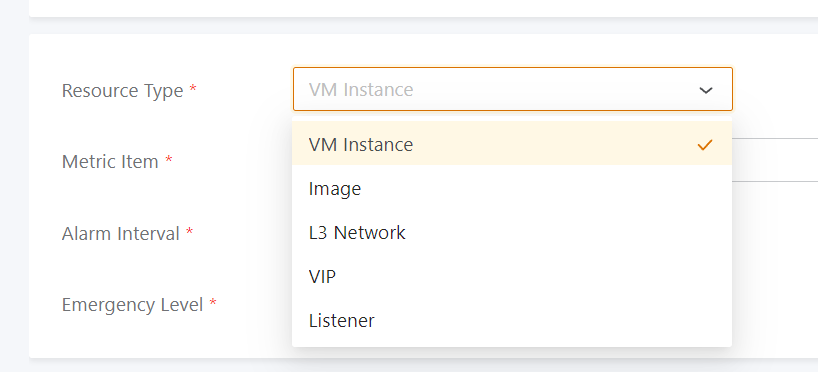 Resource Type *
VM Instance
VM Instance
Metric Item *
Image
L3 Network
Alarm Interval *
VIP
Emergency Level *
Listener